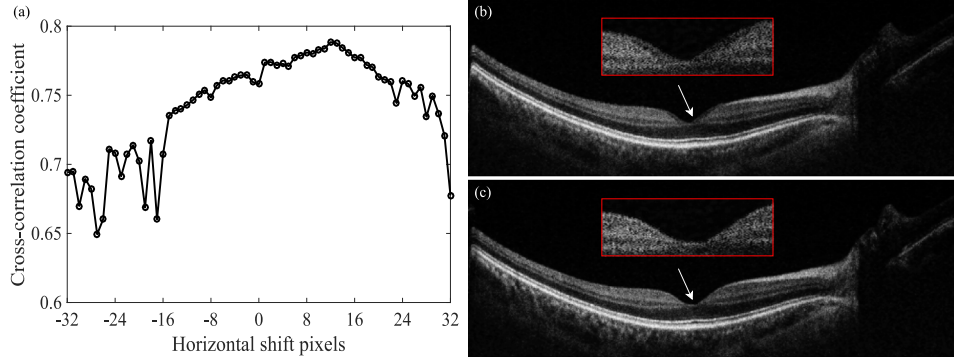 (a)
0.8
0.75
0.7
0.65
0.6
Cross-correlation coefficient
-32 -24 -16 -8 0 8 16 24 32
Horizontal shift pixels
(b)
(c)